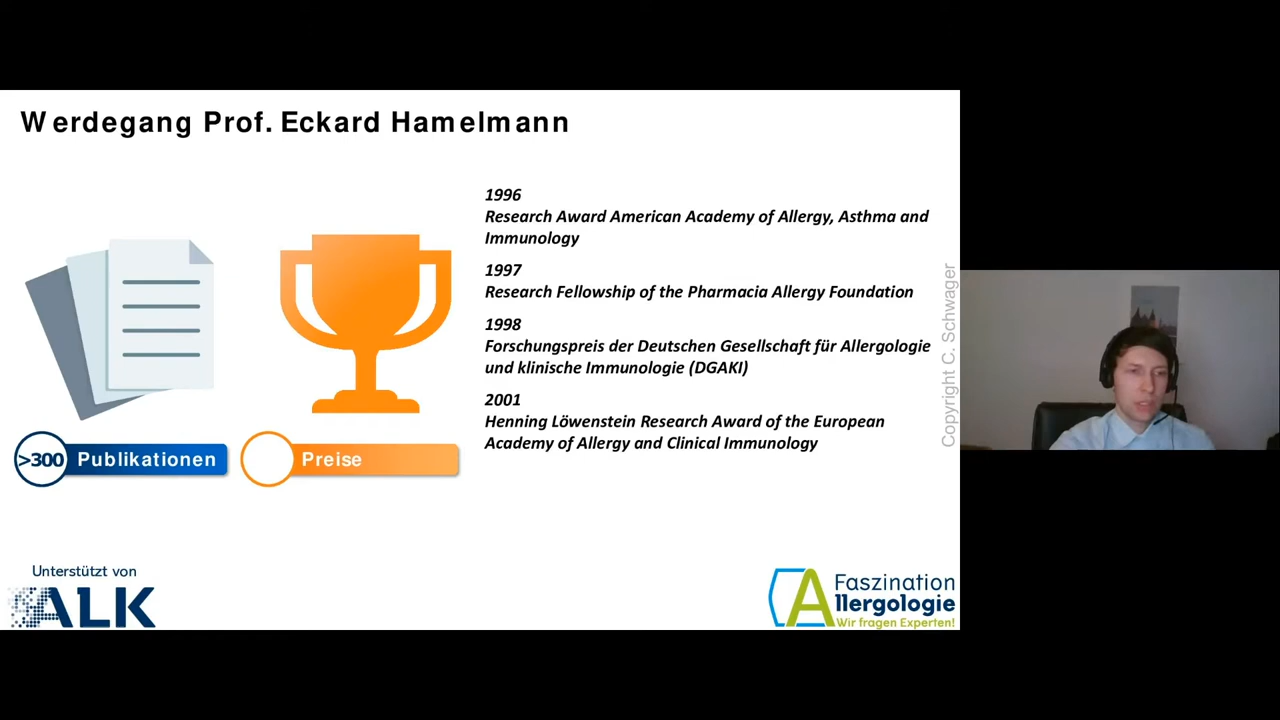 Werdegang Prof. Eckard Hamelmann
1996
Research Award American Academy of Allergy, Asthma and
Immunology
1997
Research Fellowship of the Pharmacia Allergy Foundation
1998
Forschungspreis der Deutschen Gesellschaft für Allergologie
und klinische Immunologie (DGAKI)
2001
Henning Löwenstein Research Award of the European
Academy of Allergy and Clinical Immunology
>300 Publikationen
Preise
Copyright C. Schwager
Unterstützt von
ALK
Faszination
Allergologie
Wir fragen Experten!